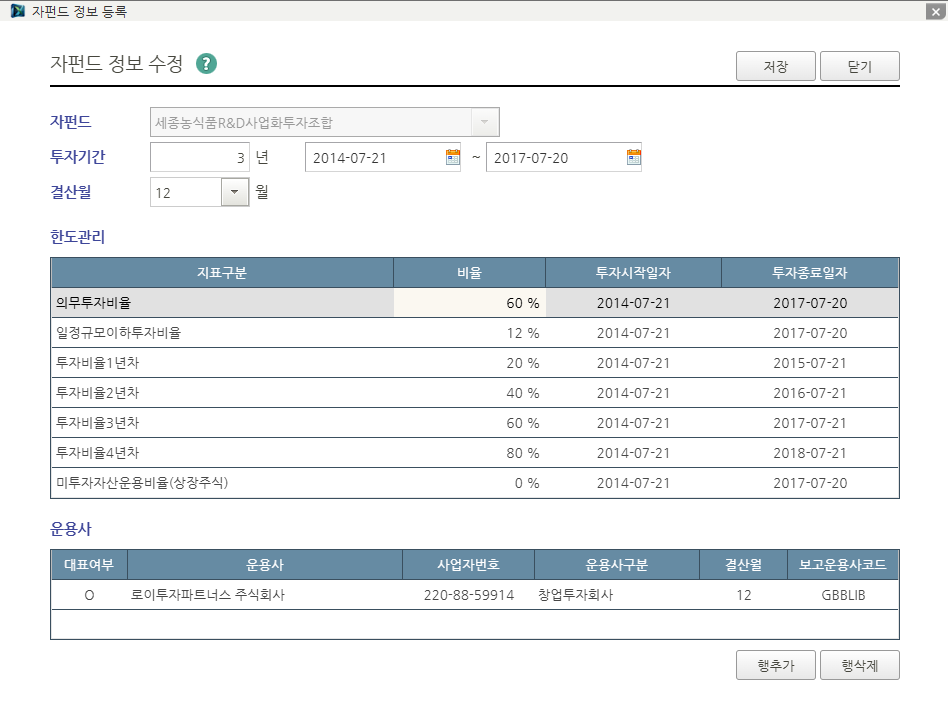 자펀드 정보 등록
자펀드 정보 수정 ? 저장 닫기
자펀드 세종농식품R&D사업화투자조합
투자기간 3 년 2014-07-21 ~ 2017-07-20
결산월 12 월
한도관리
지표구분 비율 투자시작일자 투자종료일자
의무투자비율 60 % 2014-07-21 2017-07-20
일정규모이하투자비율 12 % 2014-07-21 2017-07-20
투자비율1년차 20 % 2014-07-21 2015-07-21
투자비율2년차 40 % 2014-07-21 2016-07-21
투자비율3년차 60 % 2014-07-21 2017-07-21
투자비율4년차 80 % 2014-07-21 2018-07-21
미투자자산운용비율(상장주식) 0 % 2014-07-21 2017-07-20
운용사
대표여부 운용사 사업자번호 운용사구분 결산월 보고운용사코드
O 로이투자파트너스 주식회사 220-88-59914 창업투자회사 12 GBBLIB
행추가 행삭제